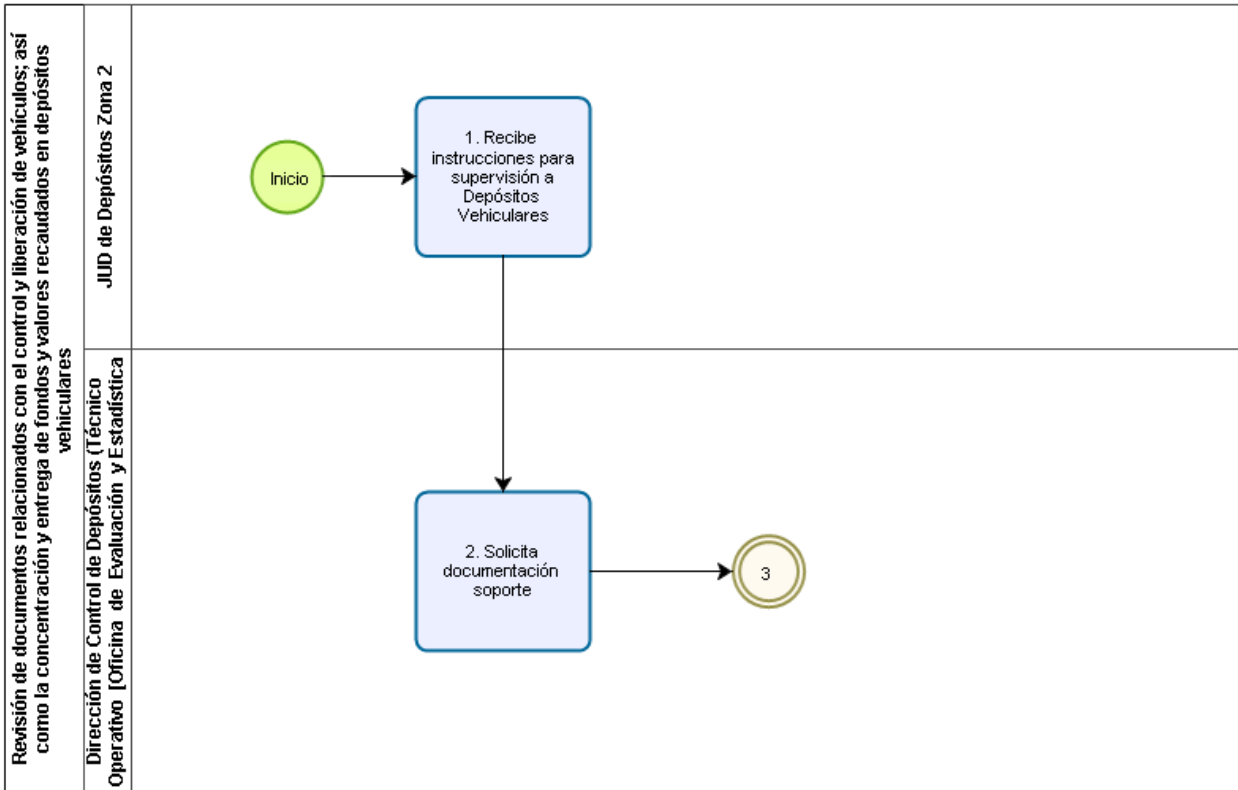 Revisión de documentos relacionados con el control y liberación de vehículos; así
como la concentración y entrega de fondos y valores recaudados en depósitos
vehiculares
JUD de Depósitos Zona 2
Inicio
1. Recibe
instrucciones para
supervisión a
Depósitos
Vehiculares
Dirección de Control de Depósitos (Técnico
Operativo [Oficina de Evaluación y Estadística
2. Solicita
documentación
soporte
3